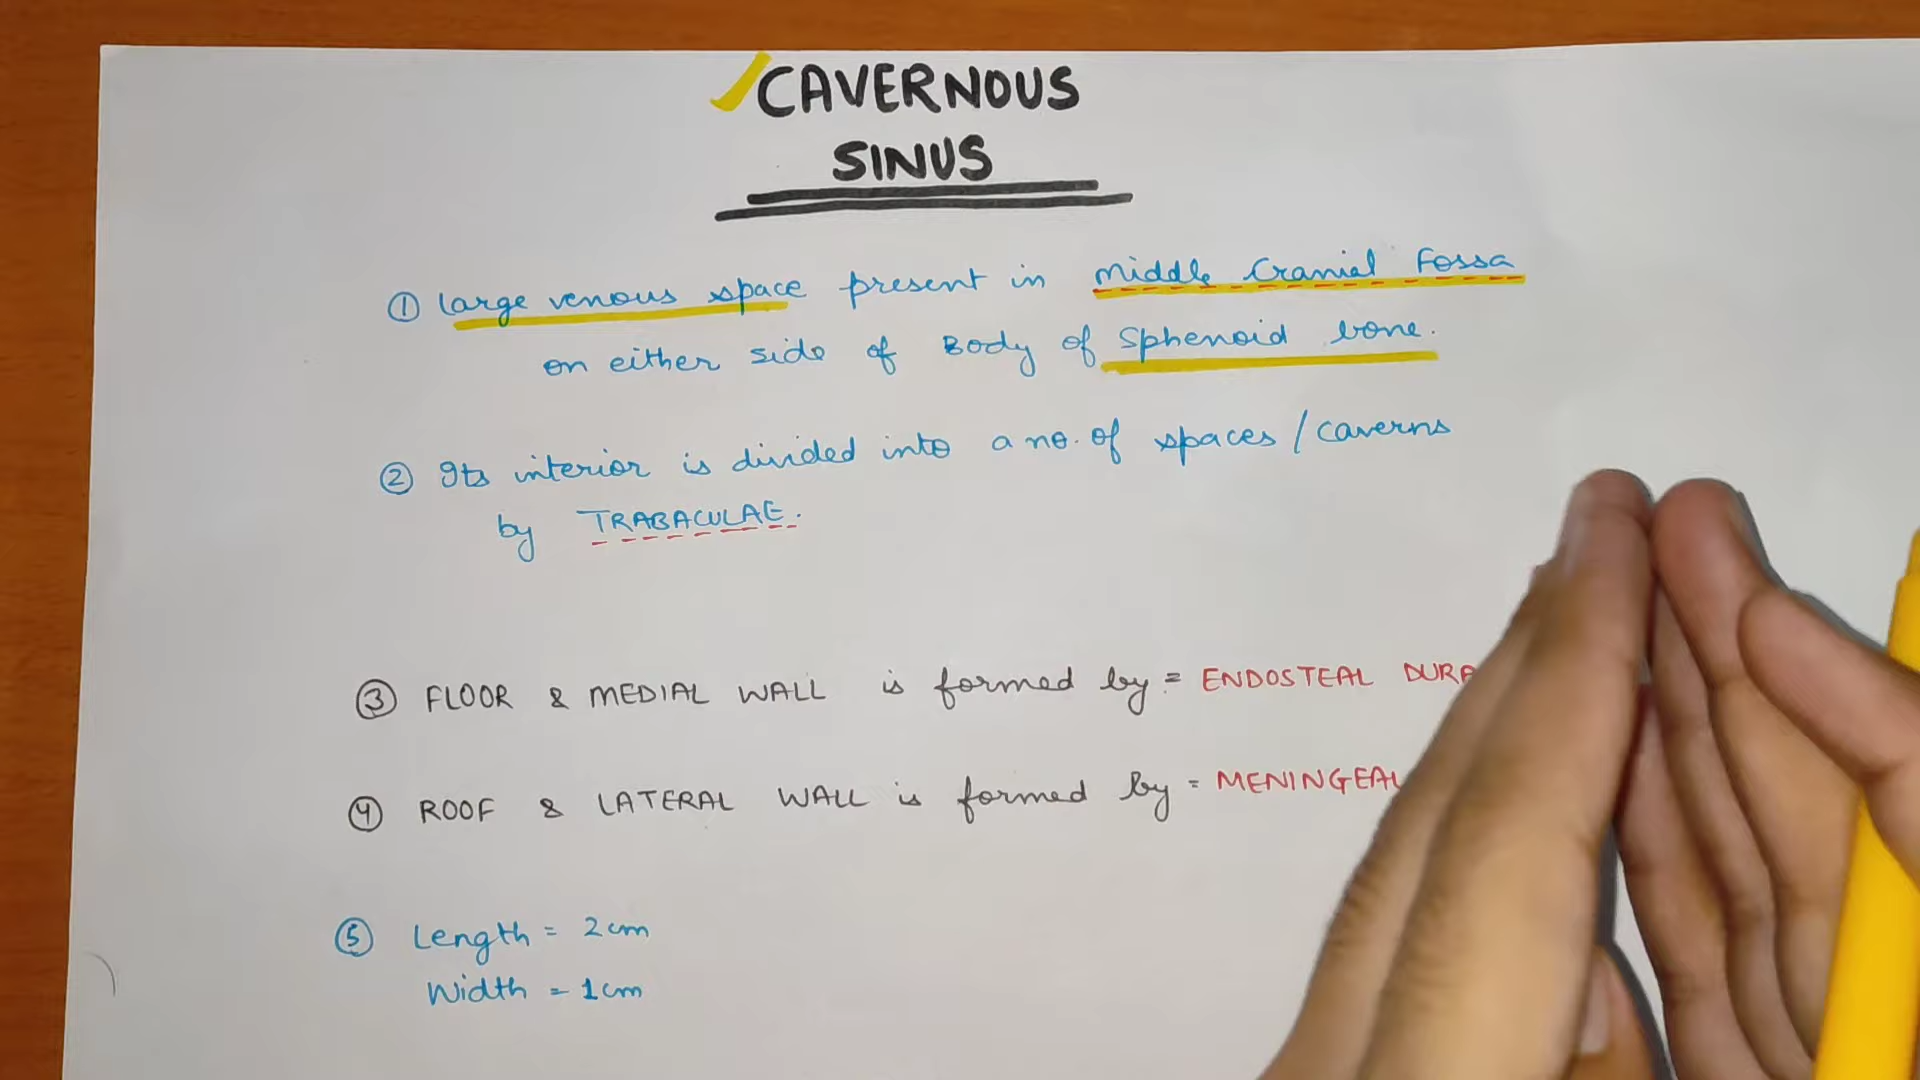 CAVERNOUS
SINUS
① Large venous space present in Middle Cranial Fossa
on either side of Body of Sphenoid bone.
② Its interior is divided into a no. of spaces / caverns
by TRABACULAE.
③ FLOOR & MEDIAL WALL is formed by = ENDOSTEAL DURA
④ ROOF & LATERAL WALL is formed by = MENINGEAL
⑤ Length = 2cm
Width = 1cm